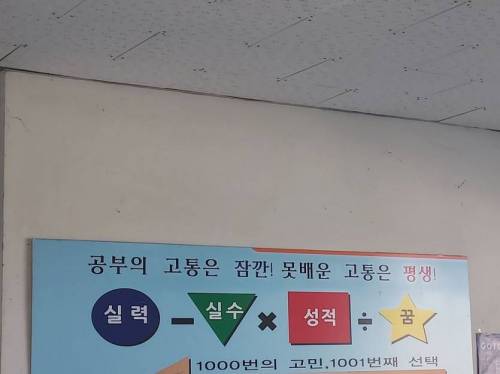 공부의 고통은 잠깐! 못배운 고통은 평생!
실력 - 실수 × 성적 ÷ 꿈
1000번의 고민, 1001번째 선택